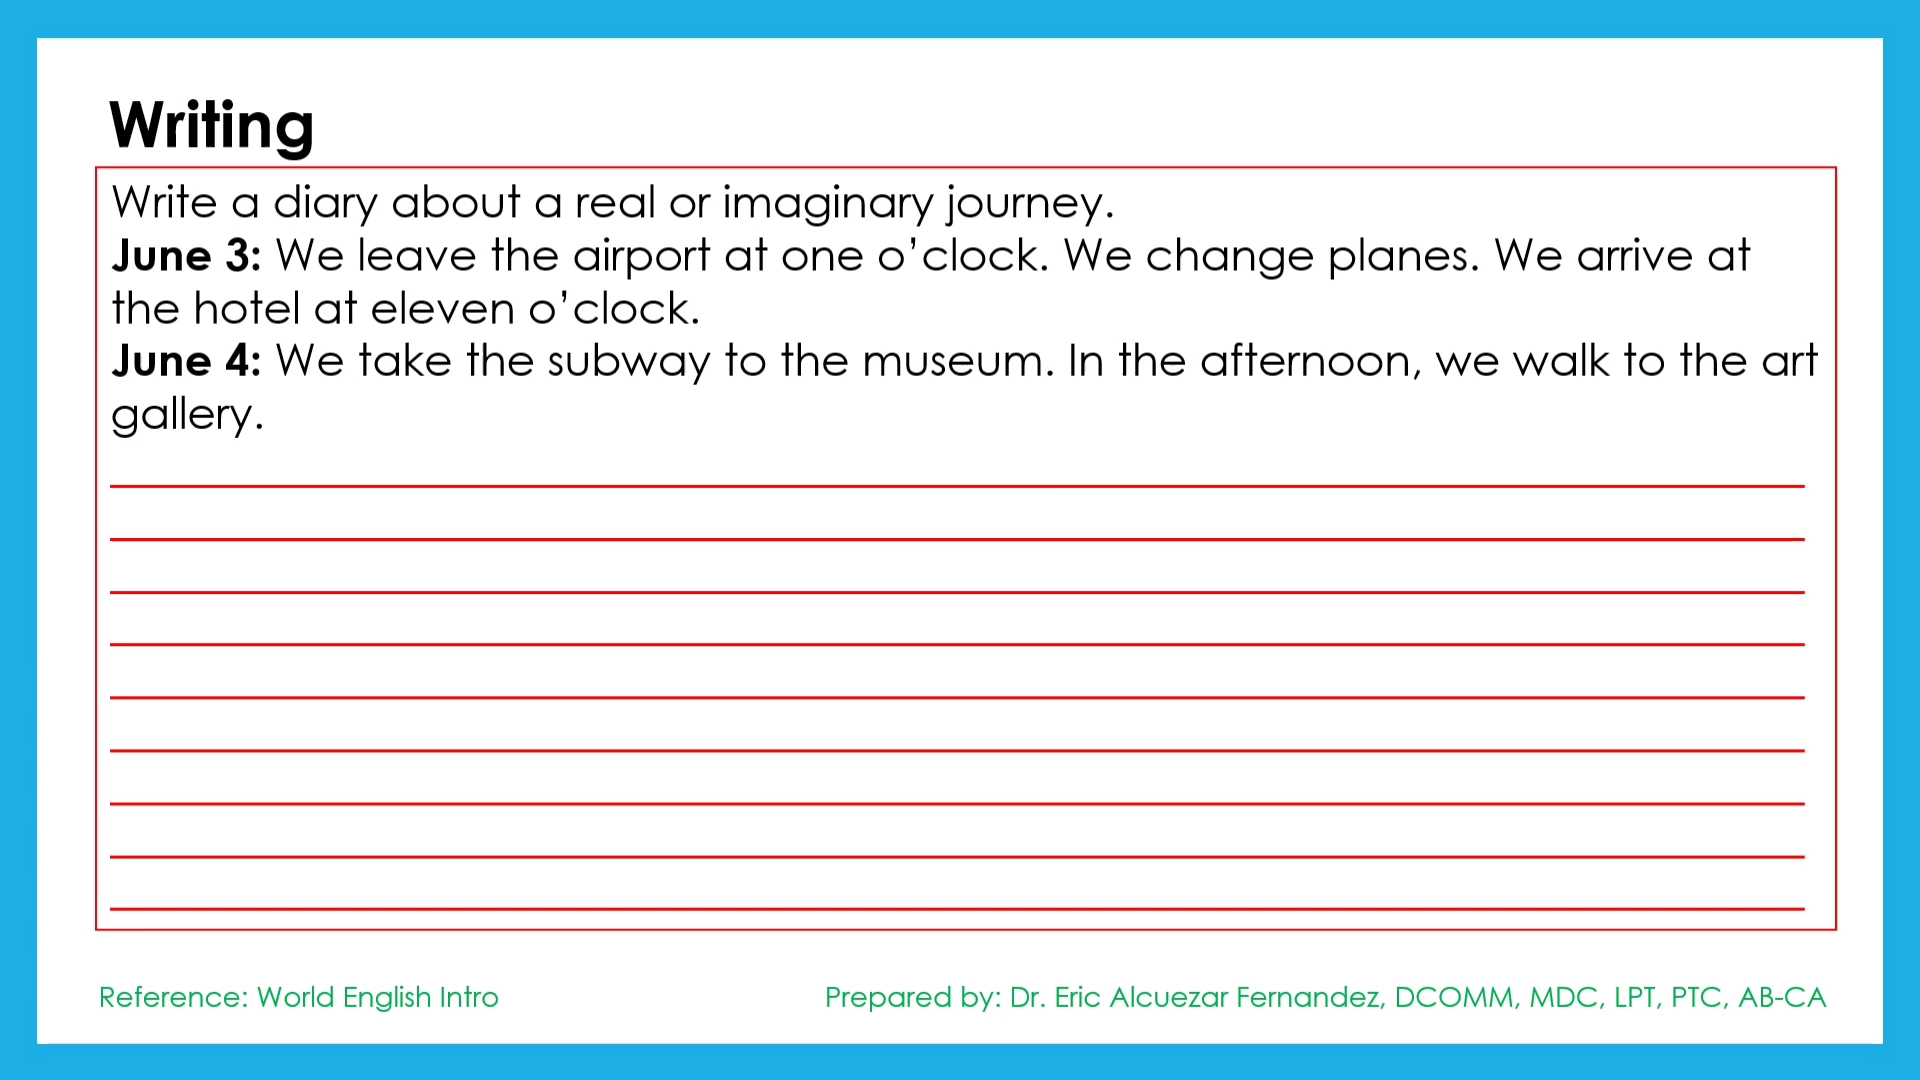 Writing
Write a diary about a real or imaginary journey.
June 3: We leave the airport at one o’clock. We change planes. We arrive at
the hotel at eleven o’clock.
June 4: We take the subway to the museum. In the afternoon, we walk to the art
gallery.
Reference: World English Intro
Prepared by: Dr. Eric Alcuezar Fernandez, DCOMM, MDC, LPT, PTC, AB-CA